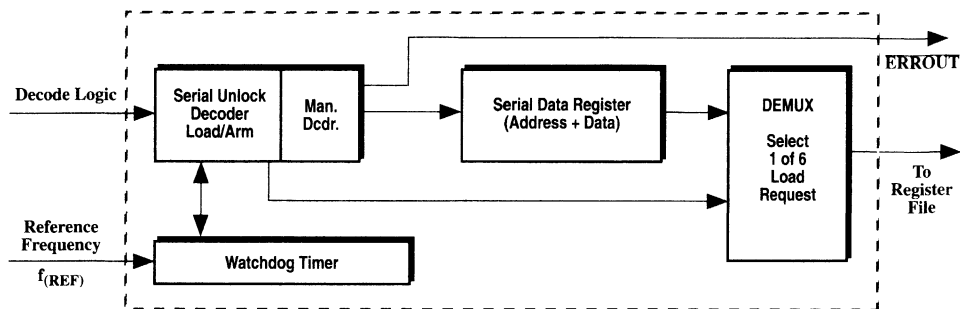 ERROUT
Decode Logic
Serial Unlock
Decoder
Load/Arm
Man.
Dcdr.
Serial Data Register
(Address + Data)
DEMUX
Select
1 of 6
Load
Request
To
Register
File
Reference
Frequency
f(REF)
Watchdog Timer